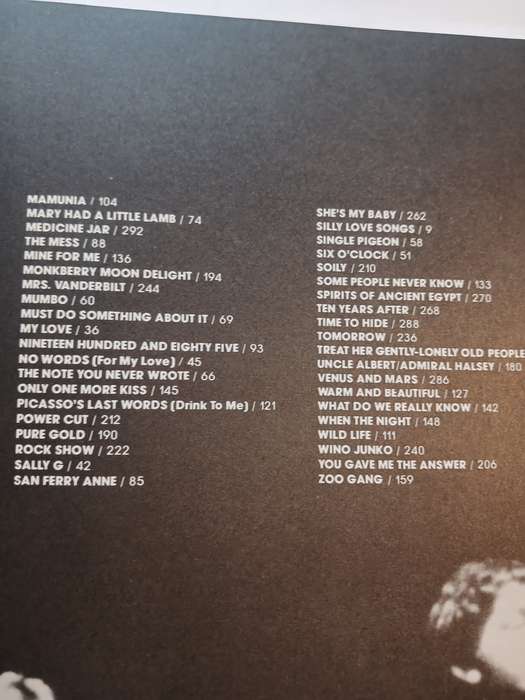 MAMUNIA / 104
MARY HAD A LITTLE LAMB / 74
MEDICINE JAR / 292
THE MESS / 88
MINE FOR ME / 136
MONKBERRY MOON DELIGHT / 194
MRS. VANDERBILT / 244
MUMBO / 60
MUST DO SOMETHING ABOUT IT / 69
MY LOVE / 36
NINETEEN HUNDRED AND EIGHTY FIVE / 93
NO WORDS (For My Love) / 45
THE NOTE YOU NEVER WROTE / 66
ONLY ONE MORE KISS / 145
PICASSO'S LAST WORDS (Drink To Me) / 121
POWER CUT / 212
PURE GOLD / 190
ROCK SHOW / 222
SALLY G / 42
SAN FERRY ANNE / 85
SHE'S MY BABY / 262
SILLY LOVE SONGS / 9
SINGLE PIGEON / 58
SIX O'CLOCK / 51
SOILY / 210
SOME PEOPLE NEVER KNOW / 133
SPIRITS OF ANCIENT EGYPT / 270
TEN YEARS AFTER / 268
TIME TO HIDE / 288
TOMORROW / 236
TREAT HER GENTLY-LONELY OLD PEOPLE
UNCLE ALBERT/ADMIRAL HALSEY / 180
VENUS AND MARS / 286
WARM AND BEAUTIFUL / 127
WHAT DO WE REALLY KNOW / 142
WHEN THE NIGHT / 148
WILD LIFE / 111
WINO JUNKO / 240
YOU GAVE ME THE ANSWER / 206
ZOO GANG / 159